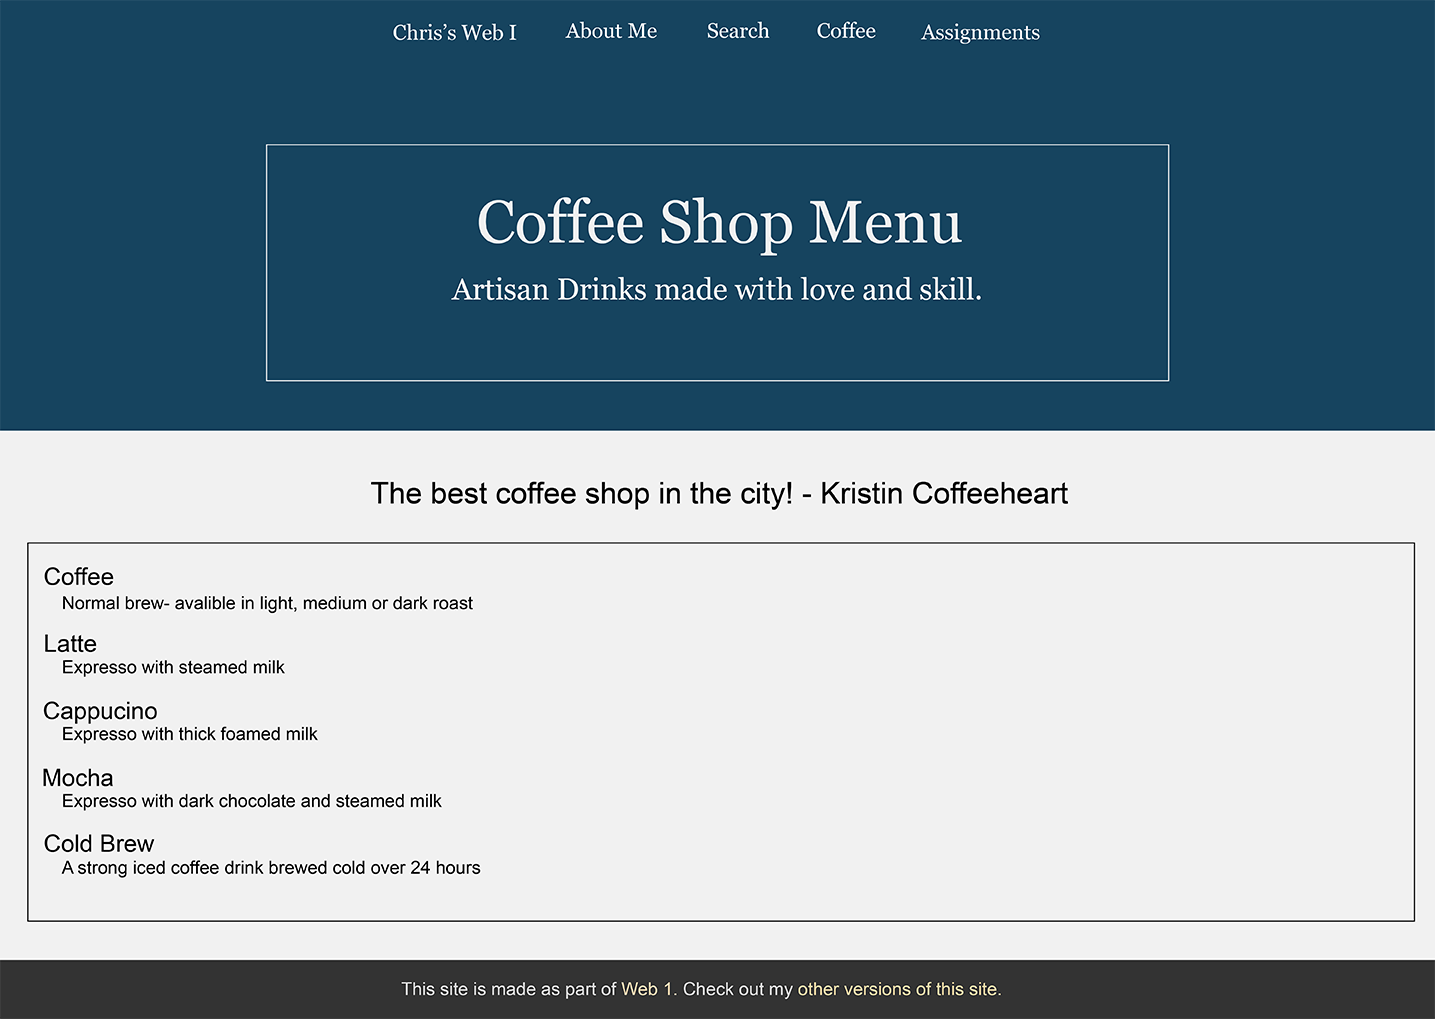 Chris’s Web I About Me Search Coffee Assignments
Coffee Shop Menu
Artisan Drinks made with love and skill.
The best coffee shop in the city! - Kristin Coffeeheart
Coffee
Normal brew- avalible in light, medium or dark roast
Latte
Expresso with steamed milk
Cappucino
Expresso with thick foamed milk
Mocha
Expresso with dark chocolate and steamed milk
Cold Brew
A strong iced coffee drink brewed cold over 24 hours
This site is made as part of Web 1. Check out my other versions of this site.